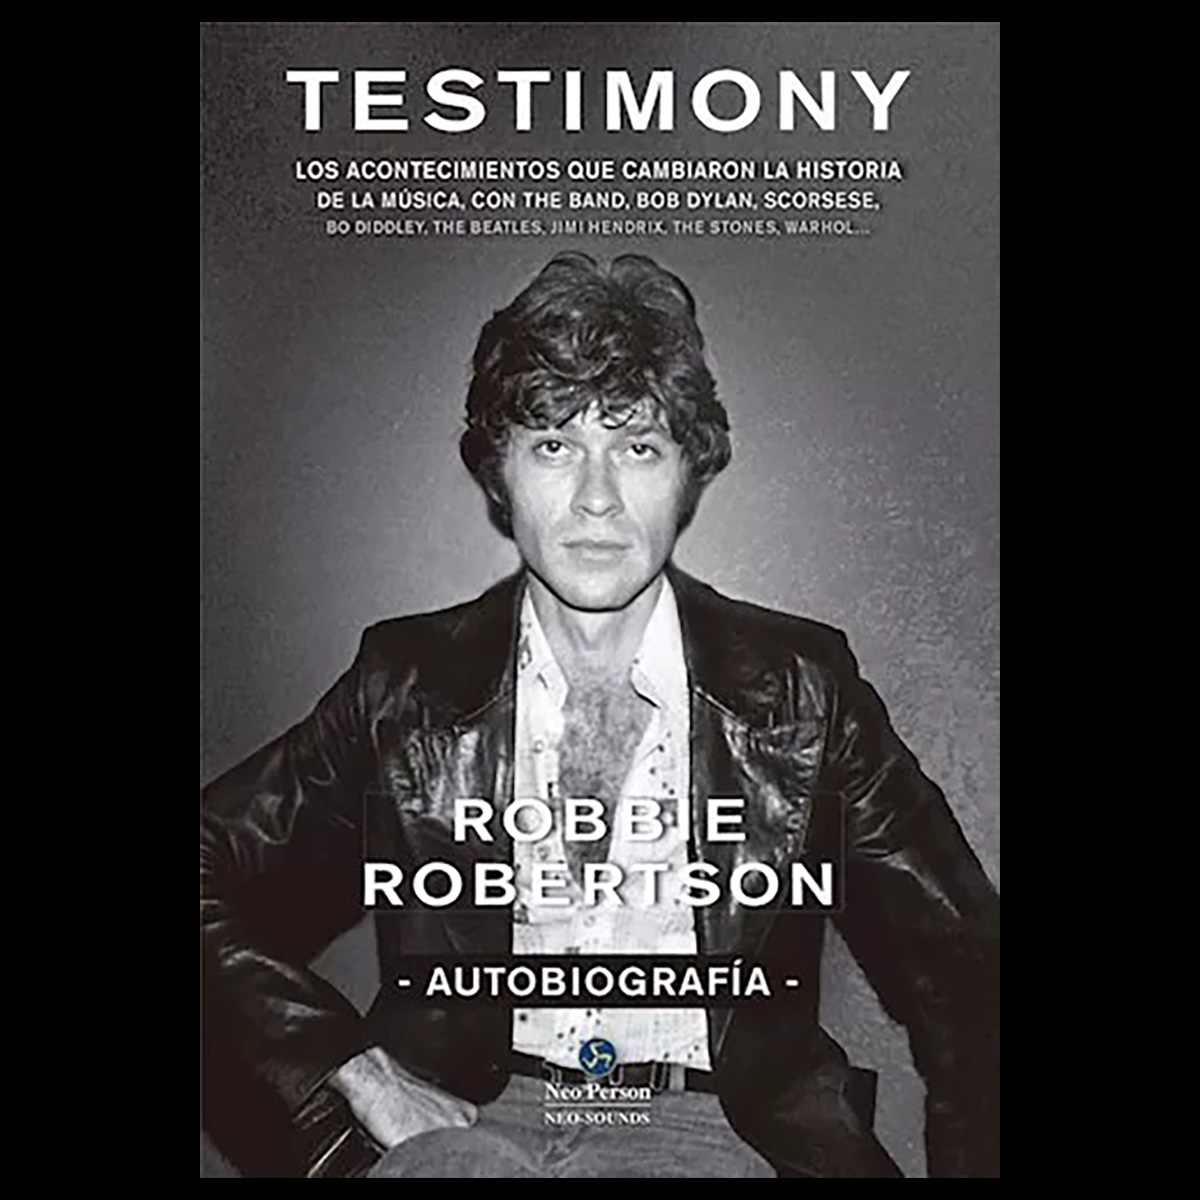 TESTIMONY
LOS ACONTECIMIENTOS QUE CAMBIARON LA HISTORIA
DE LA MÚSICA, CON THE BAND, BOB DYLAN, SCORSESE,
BO DIDDLEY, THE BEATLES, JIMI HENDRIX, THE STONES, WARHOL...
ROBBIE
ROBERTSON
- AUTOBIOGRAFÍA -
Neo Person
NEO-SOUNDS